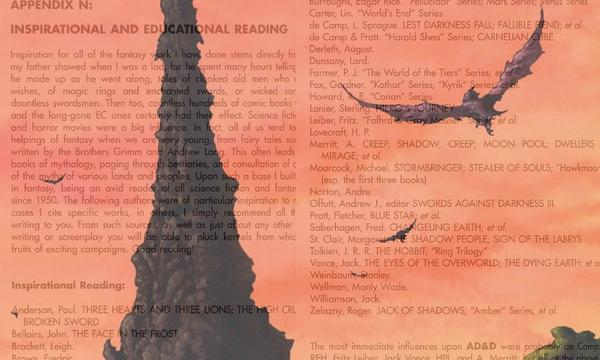 APPENDIX N:
INSPIRATIONAL AND EDUCATIONAL READING
Inspiration for all of the fantasy work I have done stems directly fr
my father showed when I was a lad, for he spent many hours telling
he made up as he went along, tales of cloaked old men who
wishes, of magic rings and enchanted swords, or wicked sor
dauntless swordsmen. Then too, countless hundreds of comic books
and the long-gone EC ones certainly had their effect. Science ficti
and horror movies were a big influence. In fact, all of us tend to
helpings of fantasy when we are very young, from fairy tales su
written by the Brothers Grimm and Andrew Lang. This often leads
books of mythology, paging through bestiaries, and consultation of c
of the myths of various lands and peoples. Upon such a base I built
in fantasy, being an avid reader of all science fiction and fantas
since 1950. The following authors were of particular inspiration to m
cases I cite specific works, in others, I simply recommend all th
writing to you. From such sources, as well as just about any other
writing or screenplay you will be able to pluck kernels from whic
fruits of exciting campaigns. Good reading!
Inspirational Reading:
Anderson, Poul. THREE HEARTS AND THREE LIONS; THE HIGH CRU
BROKEN SWORD
Bellairs, John. THE FACE IN THE FROST
Brackett, Leigh.
Brown, Fredric.
Burroughs, Edgar Rice. "Pellucidar" Series; Mars Series; Venus Series
Carter, Lin. "World's End" Series
de Camp, L. Sprague. LEST DARKNESS FALL; FALLIBLE FIEND; et al.
de Camp & Pratt. "Harold Shea" Series; CARNELIAN CUBE
Derleth, August.
Dunsany, Lord.
Farmer, P. J. "The World of the Tiers" Series; et al.
Fox, Gardner. "Kothar" Series; "Kyrik" Series; et al.
Howard, R. E. "Conan" Series
Lanier, Sterling. HIERO'S JOURNEY
Leiber, Fritz. "Fafhrd & Gray Mouser" Series; et al.
Lovecraft, H. P.
Merritt, A. CREEP, SHADOW, CREEP; MOON POOL; DWELLERS
MIRAGE; et al.
Moorcock, Michael. STORMBRINGER; STEALER OF SOULS; "Hawkmoon
(esp. the first three books)
Norton, Andre.
Offutt, Andrew J., editor SWORDS AGAINST DARKNESS III.
Pratt, Fletcher, BLUE STAR; et al.
Saberhagen, Fred. CHANGELING EARTH; et al.
St. Clair, Margaret. THE SHADOW PEOPLE; SIGN OF THE LABRYS
Tolkien, J. R. R. THE HOBBIT; "Ring Trilogy"
Vance, Jack. THE EYES OF THE OVERWORLD; THE DYING EARTH; et
Weinbaum, Stanley.
Wellman, Manly Wade.
Williamson, Jack.
Zelazny, Roger. JACK OF SHADOWS; "Amber" Series; et al.
The most immediate influences upon AD&D were probably de Camp
REH, Fritz Leiber, Jack Vance, HPL, and A. Merritt;